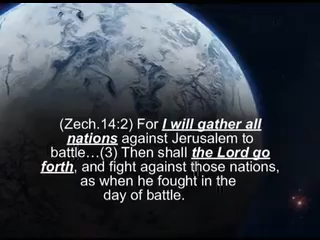 (Zech.14:2) For I will gather all
nations against Jerusalem to
battle…(3) Then shall the Lord go
forth, and fight against those nations,
as when he fought in the
day of battle.